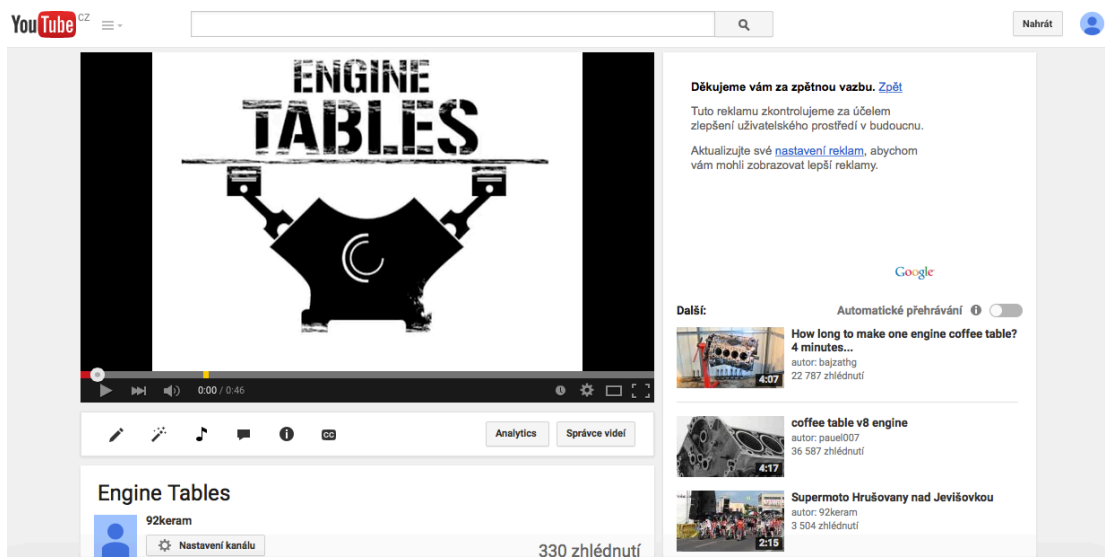 YouTube CZ
Nahrát
ENGINE
TABLES
0:00 / 0:46
CC
Analytics
Správce videí
Engine Tables
92keram
Nastavení kanálu
330 zhlédnutí
Děkujeme vám za zpětnou vazbu. Zpět
Tuto reklamu zkontrolujeme za účelem
zlepšení uživatelského prostředí v budoucnu.
Aktualizujte své nastavení reklam, abychom
vám mohli zobrazovat lepší reklamy.
Google
Další:
Automatické přehrávání
How long to make one engine coffee table?
4 minutes...
autor: bajzathg
22 787 zhlédnutí
4:07
coffee table v8 engine
autor: pauel007
36 587 zhlédnutí
4:17
Supermoto Hrušovany nad Jevišovkou
autor: 92keram
3 504 zhlédnutí
2:15